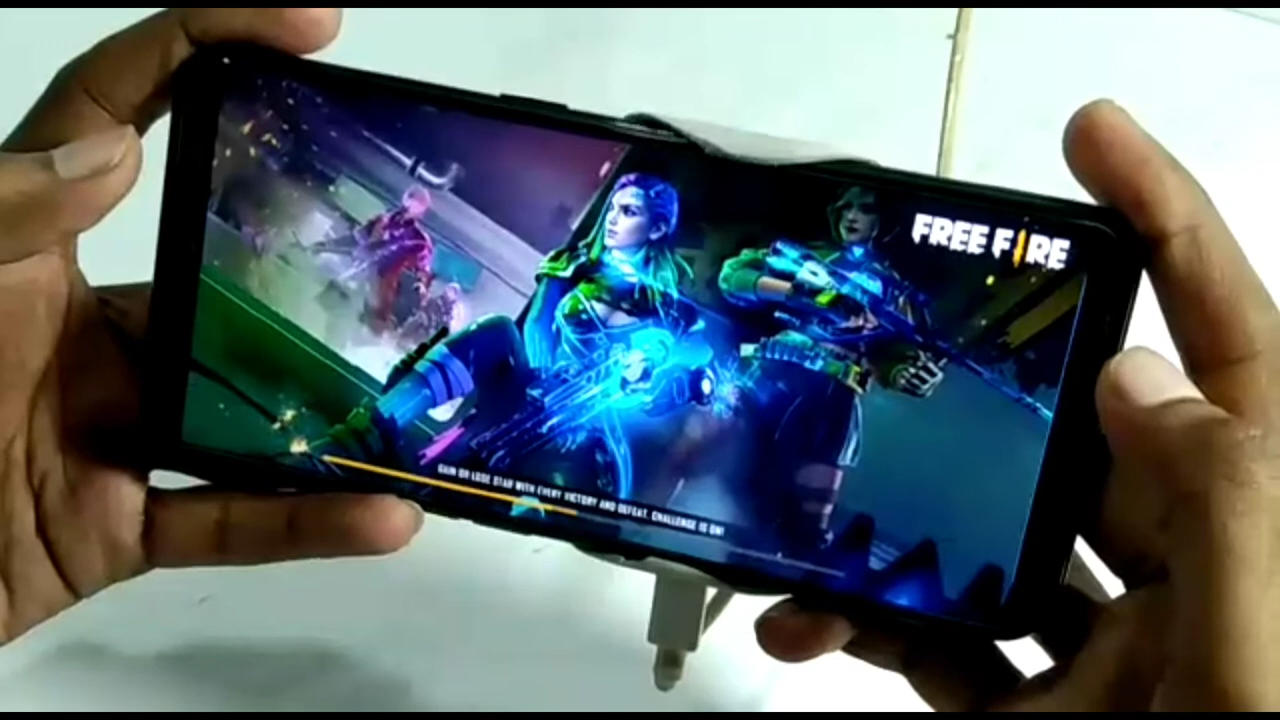 FREE FIRE
GAIN OR LOSE STAR WITH EVERY VICTORY AND DEFEAT. CHALLENGE IS ON!